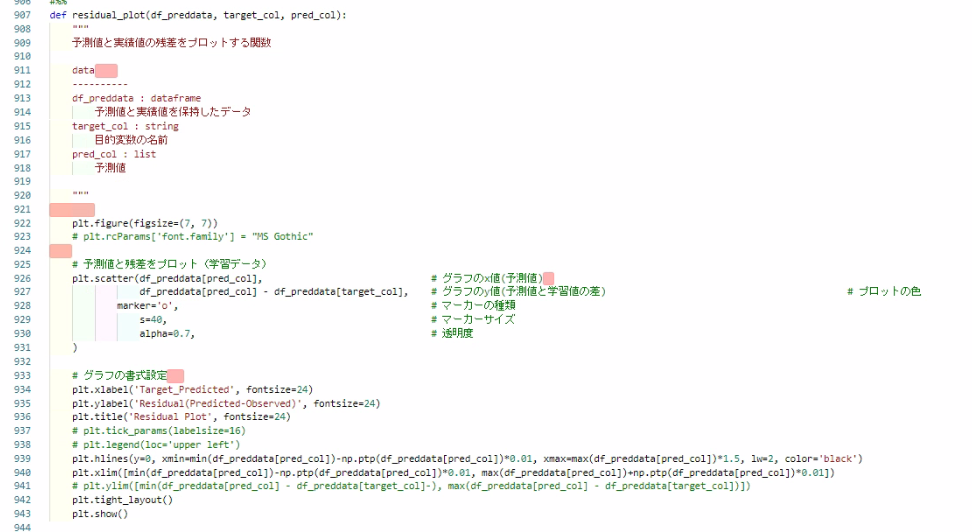 906 #%%
907 def residual_plot(df_preddata, target_col, pred_col):
908 """
909 予測値と実績値の残差をプロットする関数
910
911 data
912 ----------
913 df_preddata : dataframe
914 予測値と実績値を保持したデータ
915 target_col : string
916 目的変数の名前
917 pred_col : list
918 予測値
919
920 """
921
922 plt.figure(figsize=(7, 7))
923 # plt.rcParams['font.family'] = "MS Gothic"
924
925 # 予測値と残差をプロット（学習データ）
926 plt.scatter(df_preddata[pred_col], # グラフのx値(予測値)
927 df_preddata[pred_col] - df_preddata[target_col], # グラフのy値(予測値と学習値の差) # プロットの色
928 marker='o', # マーカーの種類
929 s=40, # マーカーサイズ
930 alpha=0.7, # 透明度
931 )
932
933 # グラフの書式設定
934 plt.xlabel('Target_Predicted', fontsize=24)
935 plt.ylabel('Residual(Predicted-Observed)', fontsize=24)
936 plt.title('Residual Plot', fontsize=24)
937 # plt.tick_params(labelsize=16)
938 # plt.legend(loc='upper left')
939 plt.hlines(y=0, xmin=min(df_preddata[pred_col])-np.ptp(df_preddata[pred_col])*0.01, xmax=max(df_preddata[pred_col])*1.5, lw=2, color='black')
940 plt.xlim([min(df_preddata[pred_col])-np.ptp(df_preddata[pred_col])*0.01, max(df_preddata[pred_col])+np.ptp(df_preddata[pred_col])*0.01])
941 # plt.ylim([min(df_preddata[pred_col] - df_preddata[target_col]-), max(df_preddata[pred_col] - df_preddata[target_col])])
942 plt.tight_layout()
943 plt.show()
944